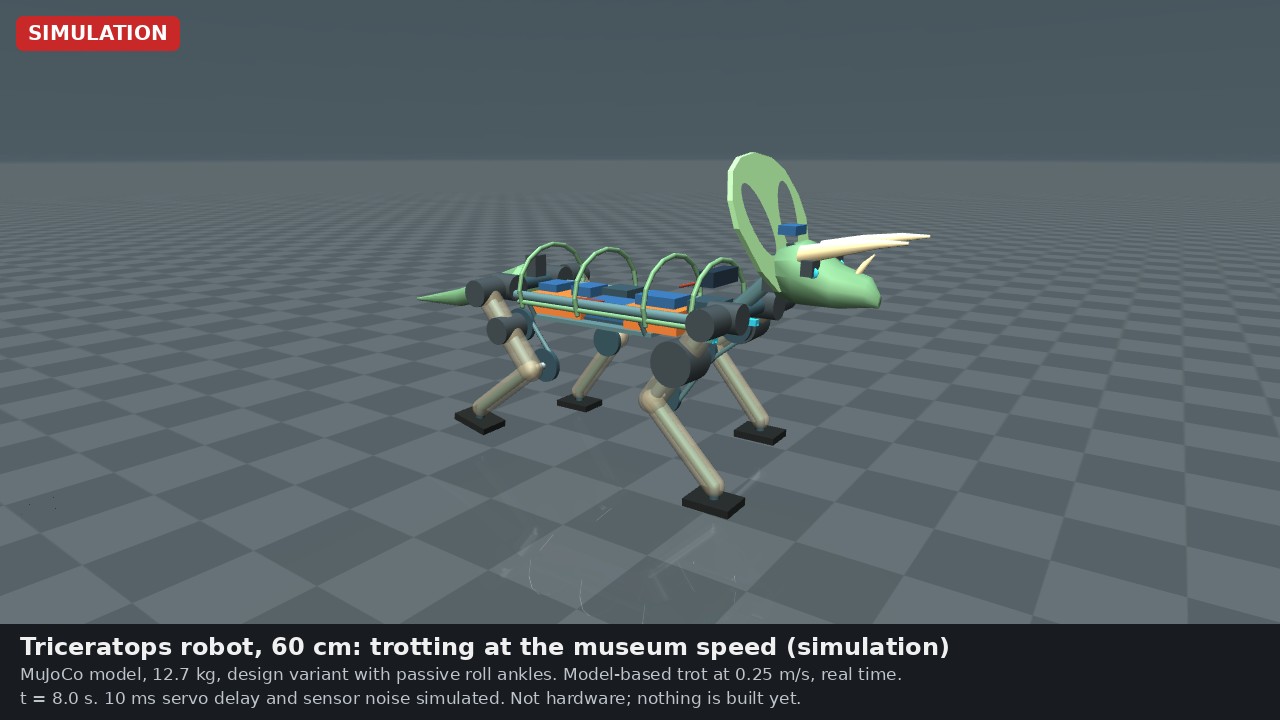 SIMULATION
Triceratops robot, 60 cm: trotting at the museum speed (simulation)
MuJoCo model, 12.7 kg, design variant with passive roll ankles. Model-based trot at 0.25 m/s, real time.
t = 8.0 s. 10 ms servo delay and sensor noise simulated. Not hardware; nothing is built yet.